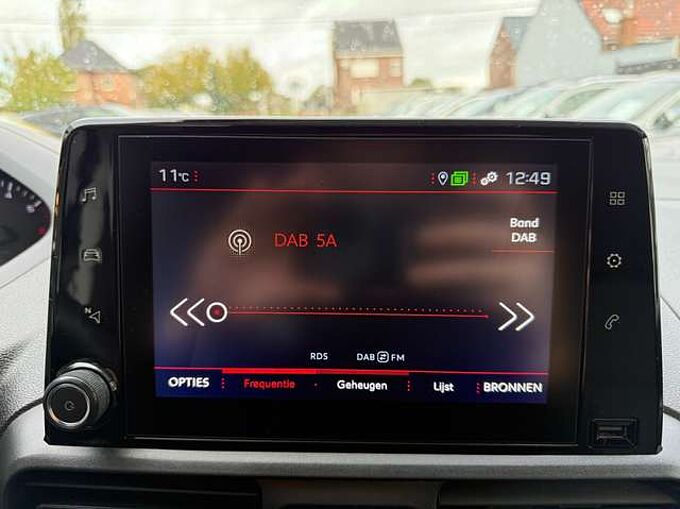 11°C
12:49
DAB 5A
Band
DAB
RDS
DAB FM
OPTIES
Frequentie
Geheugen
Lijst
BRONNEN
N